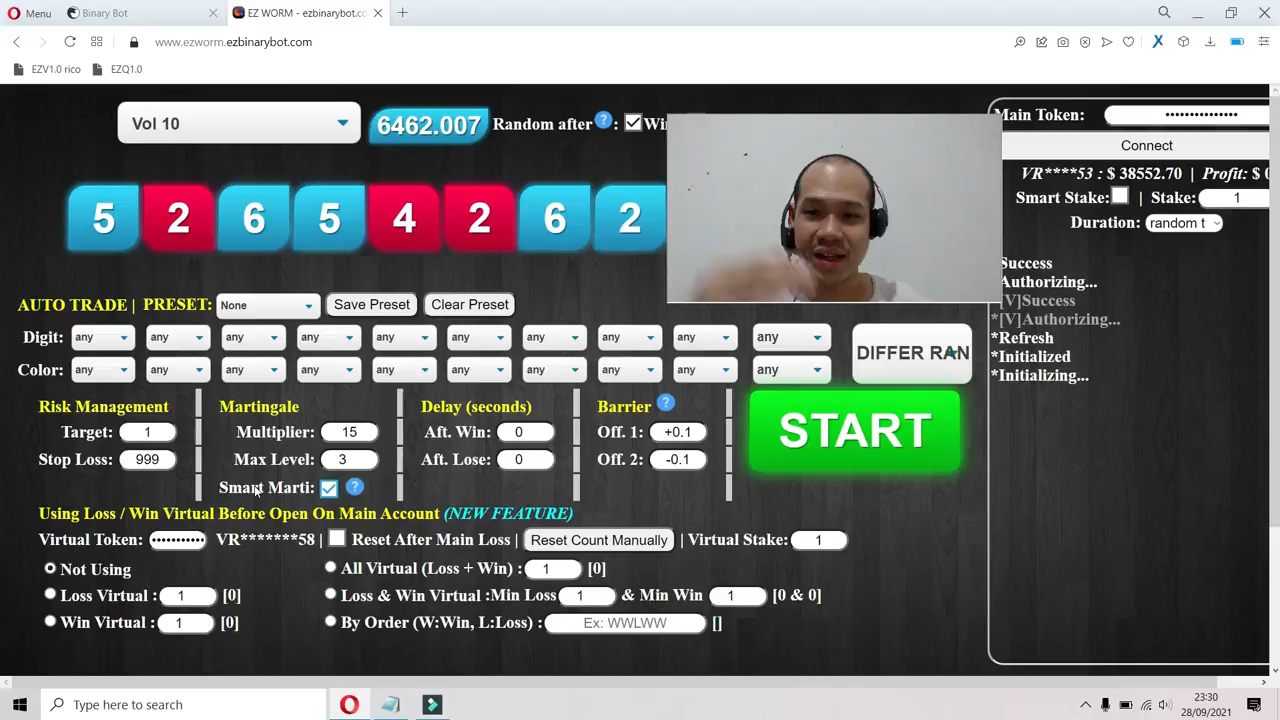 Menu
Binary Bot
EZ WORM - ezbinarybot.co
www.ezworm.ezbinarybot.com
EZV1.0 rico
EZQ1.0
Vol 10
6462.007
Random after ? :
Main Token: ••••••••••••••
Connect
VR****53 : $ 38552.70 | Profit: $
Smart Stake: | Stake: 1
Duration: random t
5 2 6 5 4 2 6 2
Success
Authorizing...
[V]Success
*[V]Authorizing...
*Refresh
*Initialized
*Initializing...
AUTO TRADE | PRESET: None Save Preset Clear Preset
Digit: any any any any any any any any any any
Color: any any any any any any any any any any
DIFFER RAN
Risk Management Martingale Delay (seconds) Barrier ?
Target: 1 Multiplier: 15 Aft. Win: 0 Off. 1: +0.1
Stop Loss: 999 Max Level: 3 Aft. Lose: 0 Off. 2: -0.1
START
Smart Marti: ?
Using Loss / Win Virtual Before Open On Main Account (NEW FEATURE)
Virtual Token: ••••••••••• VR*******58 | Reset After Main Loss | Reset Count Manually | Virtual Stake: 1
Not Using All Virtual (Loss + Win) : 1 [0]
Loss Virtual : 1 [0] Loss & Win Virtual :Min Loss 1 & Min Win 1 [0 & 0]
Win Virtual : 1 [0] By Order (W:Win, L:Loss) : Ex: WWLWW []
Type here to search
23:30
28/09/2021